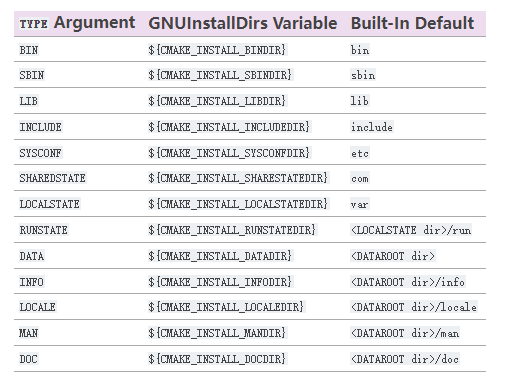 TYPE Argument GNUInstallDirs Variable Built-In Default
BIN ${CMAKE_INSTALL_BINDIR} bin
SBIN ${CMAKE_INSTALL_SBINDIR} sbin
LIB ${CMAKE_INSTALL_LIBDIR} lib
INCLUDE ${CMAKE_INSTALL_INCLUDEDIR} include
SYSCONF ${CMAKE_INSTALL_SYSCONFDIR} etc
SHAREDSTATE ${CMAKE_INSTALL_SHARESTATEDIR} com
LOCALSTATE ${CMAKE_INSTALL_LOCALSTATEDIR} var
RUNSTATE ${CMAKE_INSTALL_RUNSTATEDIR} <LOCALSTATE dir>/run
DATA ${CMAKE_INSTALL_DATADIR} <DATAROOT dir>
INFO ${CMAKE_INSTALL_INFODIR} <DATAROOT dir>/info
LOCALE ${CMAKE_INSTALL_LOCALEDIR} <DATAROOT dir>/locale
MAN ${CMAKE_INSTALL_MANDIR} <DATAROOT dir>/man
DOC ${CMAKE_INSTALL_DOCDIR} <DATAROOT dir>/doc